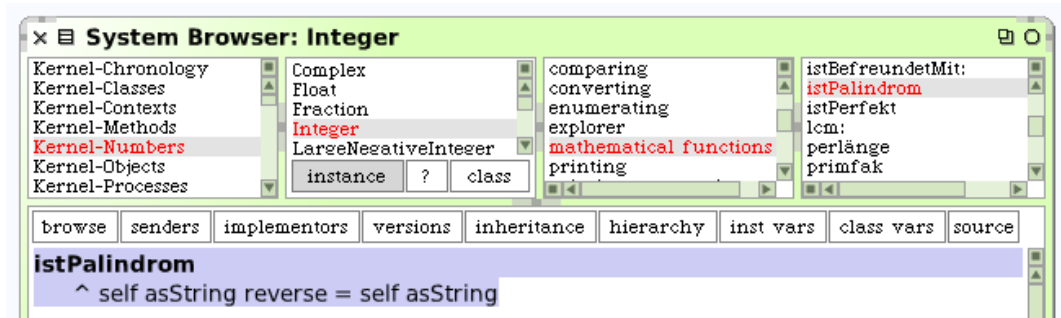 System Browser: Integer
Kernel-Chronology
Kernel-Classes
Kernel-Contexts
Kernel-Methods
Kernel-Numbers
Kernel-Objects
Kernel-Processes
Complex
Float
Fraction
Integer
LargeNegativeInteger
instance ? class
comparing
converting
enumerating
explorer
mathematical functions
printing
istBefreundetMit:
istPalindrom
istPerfekt
lcm:
perlänge
primfak
browse senders implementors versions inheritance hierarchy inst vars class vars source
istPalindrom
^ self asString reverse = self asString